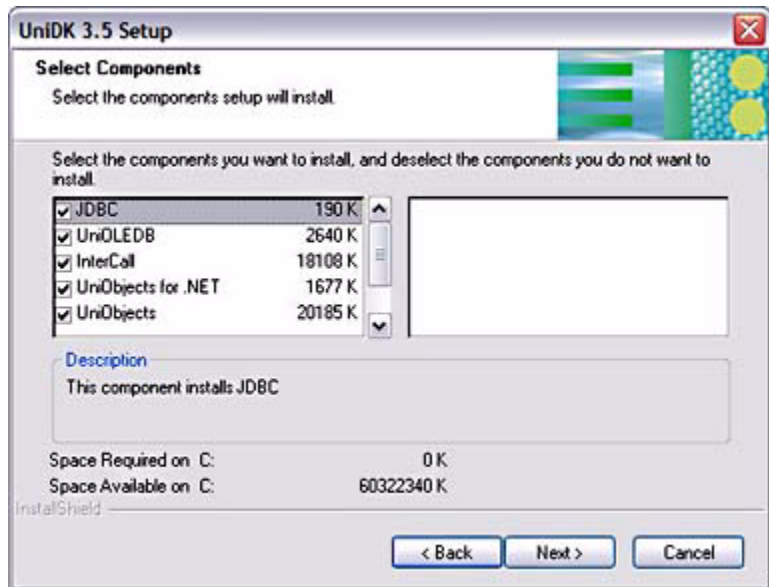 UniDK 3.5 Setup
Select Components
Select the components setup will install.
Select the components you want to install, and deselect the components you do not want to
install.
JDBC 190 K
UniOLEDB 2640 K
InterCall 18108 K
UniObjects for .NET 1677 K
UniObjects 20185 K
Description
This component installs JDBC
Space Required on C: 0 K
Space Available on C: 60322340 K
InstallShield
< Back Next > Cancel